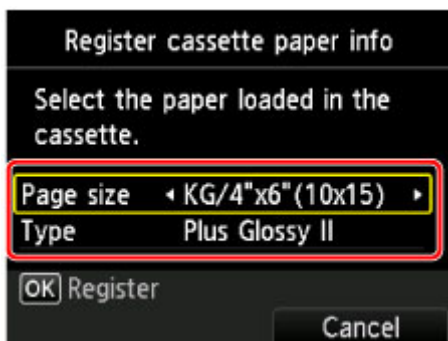 Register cassette paper info
Select the paper loaded in the
cassette.
Page size KG/4"x6"(10x15)
Type Plus Glossy II
OK Register
Cancel